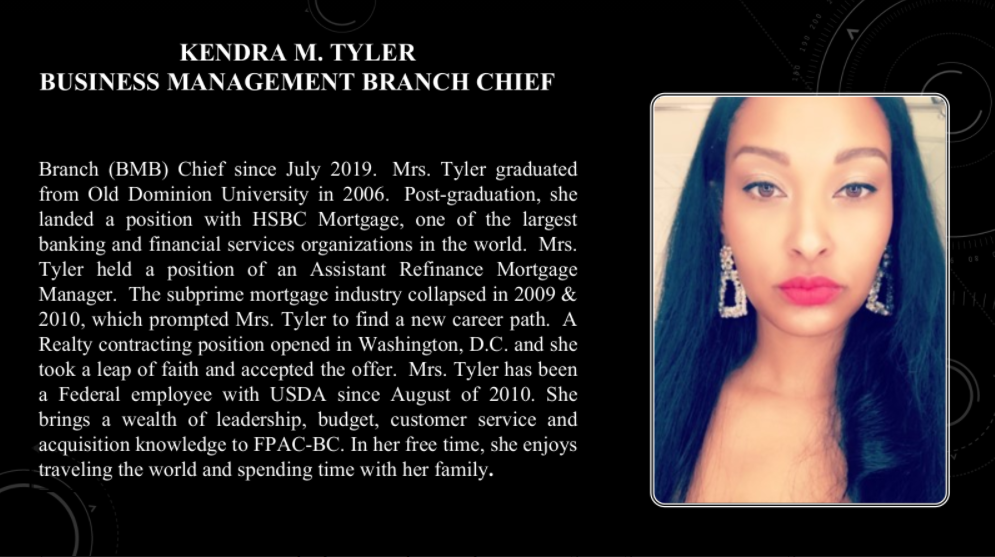 KENDRA M. TYLER
BUSINESS MANAGEMENT BRANCH CHIEF
Branch (BMB) Chief since July 2019. Mrs. Tyler graduated
from Old Dominion University in 2006. Post-graduation, she
landed a position with HSBC Mortgage, one of the largest
banking and financial services organizations in the world. Mrs.
Tyler held a position of an Assistant Refinance Mortgage
Manager. The subprime mortgage industry collapsed in 2009 &
2010, which prompted Mrs. Tyler to find a new career path. A
Realty contracting position opened in Washington, D.C. and she
took a leap of faith and accepted the offer. Mrs. Tyler has been
a Federal employee with USDA since August of 2010. She
brings a wealth of leadership, budget, customer service and
acquisition knowledge to FPAC-BC. In her free time, she enjoys
traveling the world and spending time with her family.